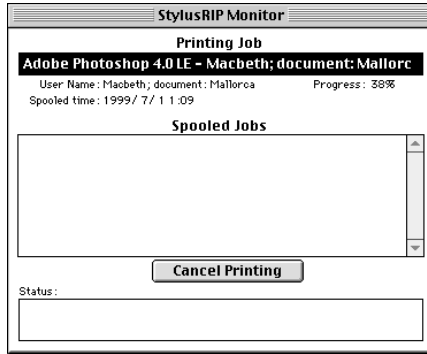 StylusRIP Monitor
Printing Job
Adobe Photoshop 4.0 LE - Macbeth; document: Mallorc
User Name : Macbeth; document : Mallorca Progress : 38%
Spooled time : 1999/ 7/ 1 1:09
Spooled Jobs
Cancel Printing
Status :